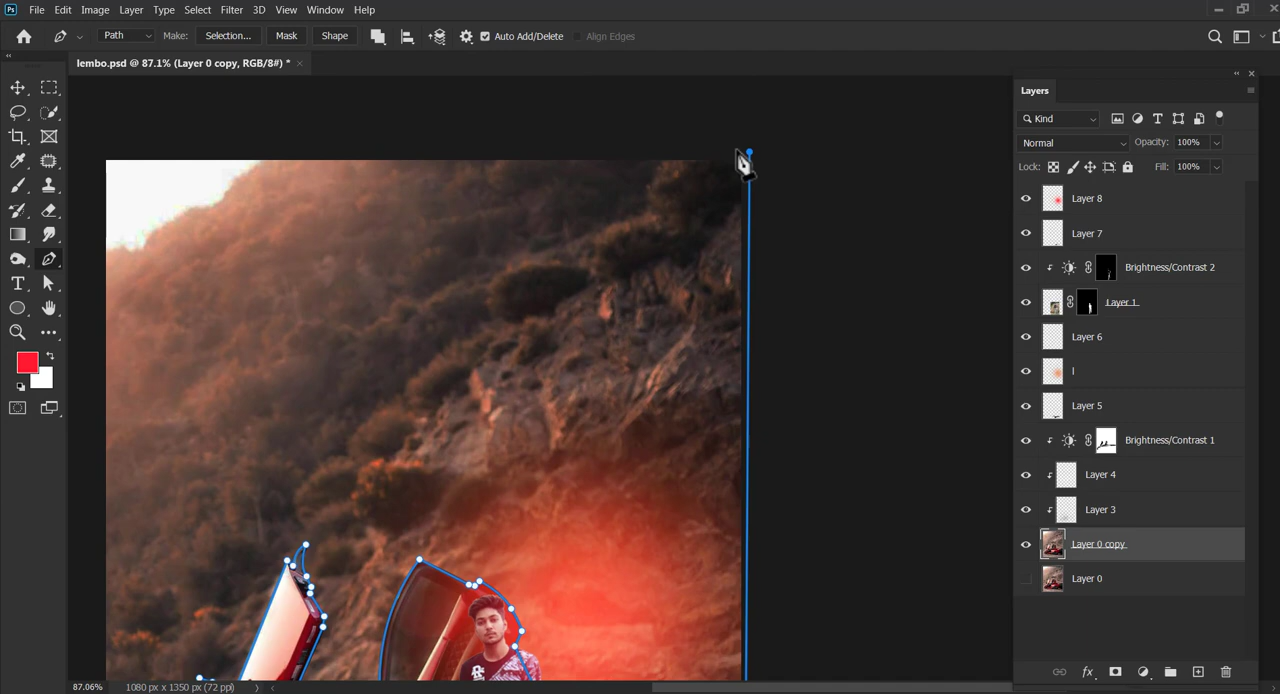 Ps File Edit Image Layer Type Select Filter 3D View Window Help
Path Make: Selection... Mask Shape Auto Add/Delete Align Edges
lembo.psd @ 87.1% (Layer 0 copy, RGB/8#) * ×
Layers
Kind
Normal Opacity: 100%
Lock: Fill: 100%
Layer 8
Layer 7
Brightness/Contrast 2
Layer 1
Layer 6
l
Layer 5
Brightness/Contrast 1
Layer 4
Layer 3
Layer 0 copy
Layer 0
fx
87.06% 1080 px x 1350 px (72 ppi)